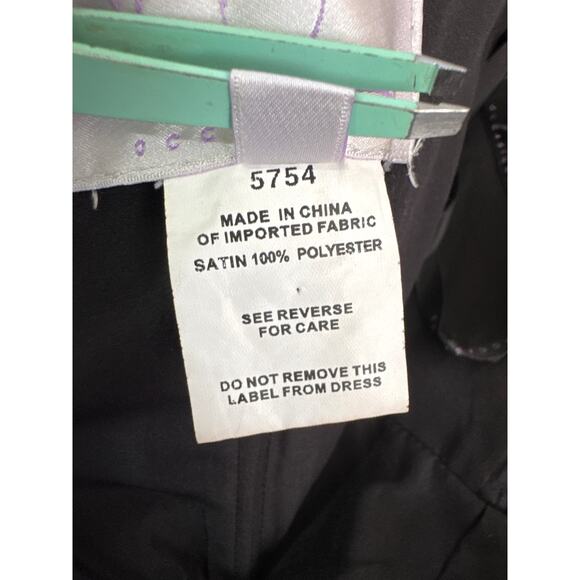 5754
MADE IN CHINA
OF IMPORTED FABRIC
SATIN 100% POLYESTER
SEE REVERSE
FOR CARE
DO NOT REMOVE THIS
LABEL FROM DRESS